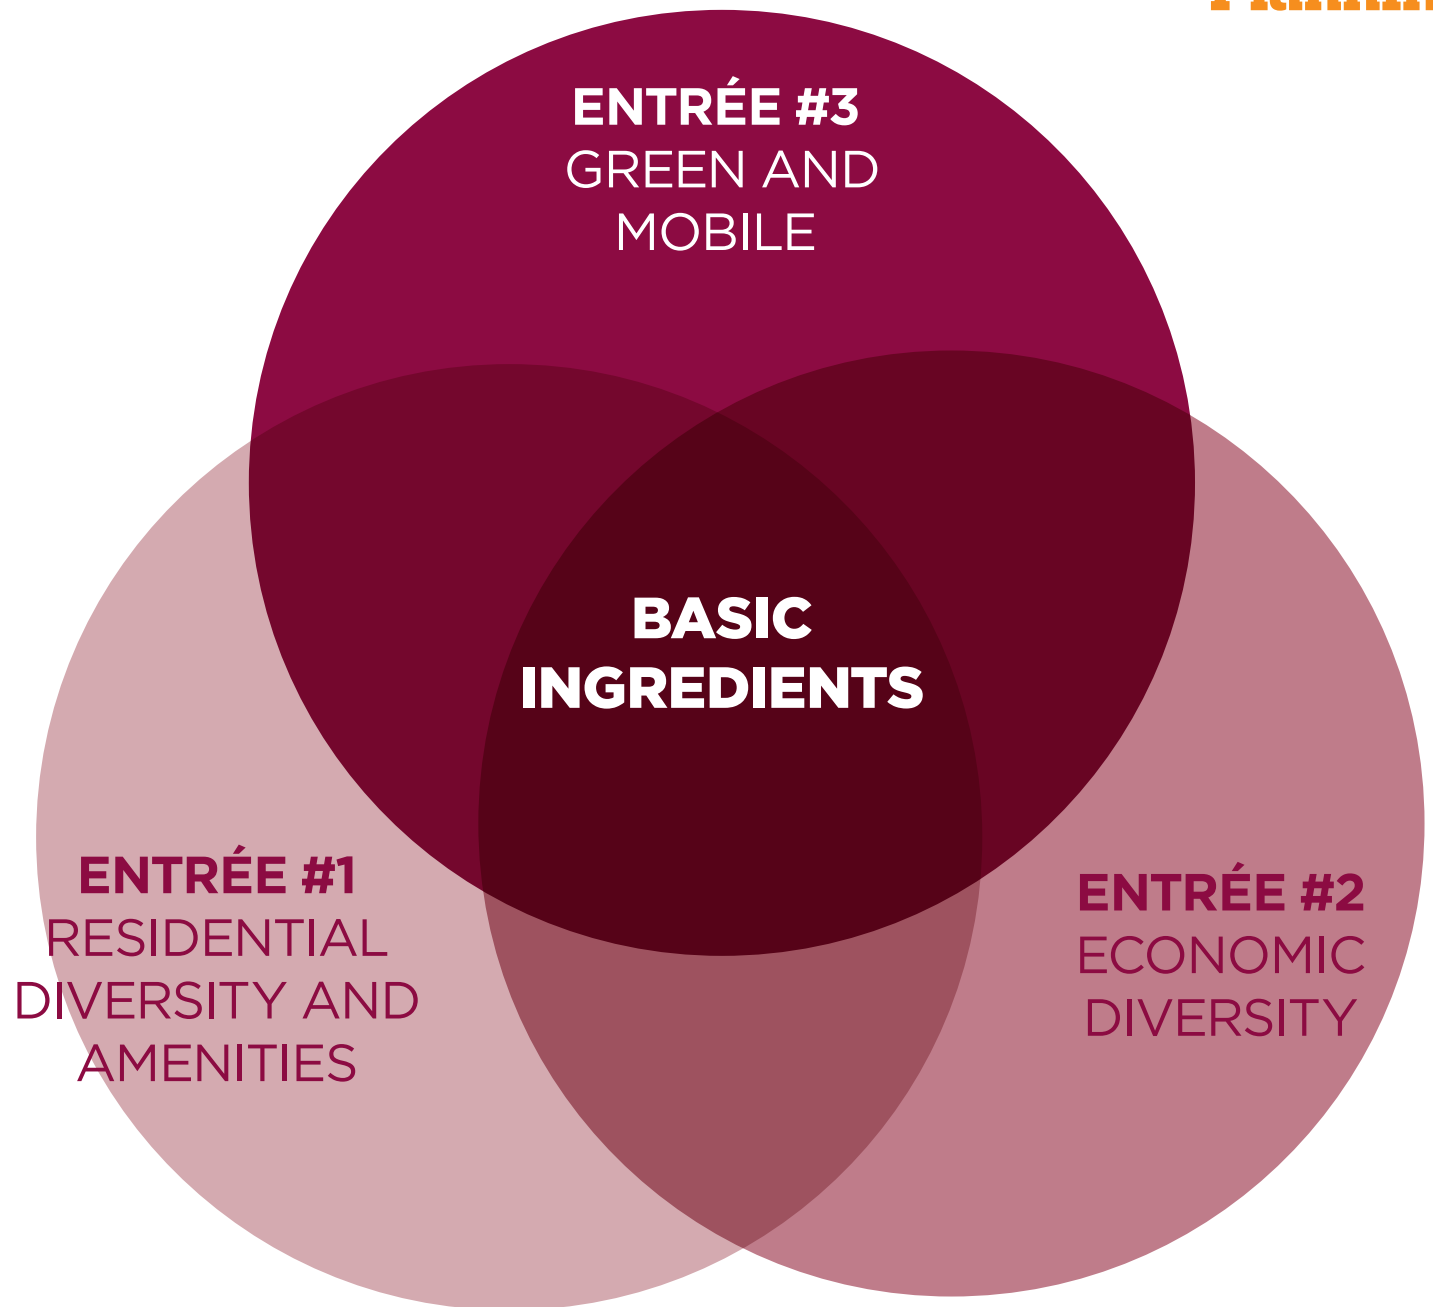 ENTRÉE #3
GREEN AND
MOBILE
BASIC
INGREDIENTS
ENTRÉE #1
RESIDENTIAL
DIVERSITY AND
AMENITIES
ENTRÉE #2
ECONOMIC
DIVERSITY